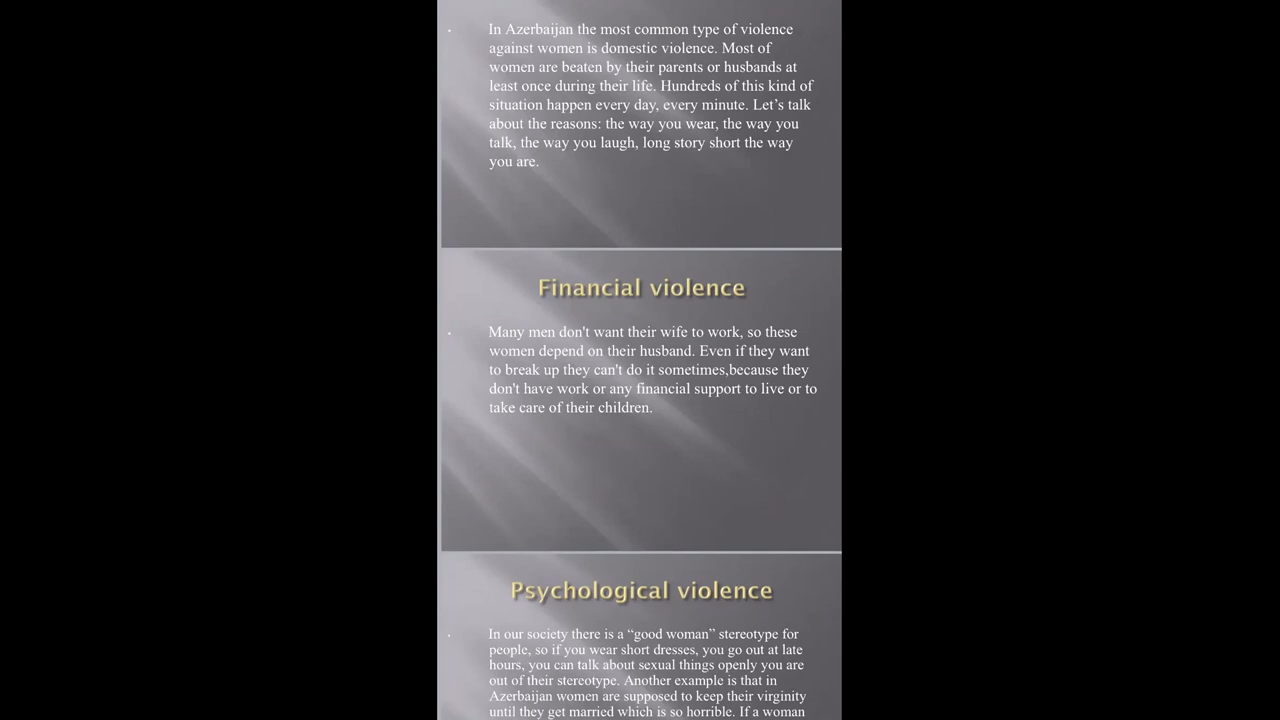 In Azerbaijan the most common type of violence
against women is domestic violence. Most of
women are beaten by their parents or husbands at
least once during their life. Hundreds of this kind of
situation happen every day, every minute. Let’s talk
about the reasons: the way you wear, the way you
talk, the way you laugh, long story short the way
you are.
Financial violence
Many men don't want their wife to work, so these
women depend on their husband. Even if they want
to break up they can't do it sometimes,because they
don't have work or any financial support to live or to
take care of their children.
Psychological violence
In our society there is a “good woman” stereotype for
people, so if you wear short dresses, you go out at late
hours, you can talk about sexual things openly you are
out of their stereotype. Another example is that in
Azerbaijan women are supposed to keep their virginity
until they get married which is so horrible. If a woman